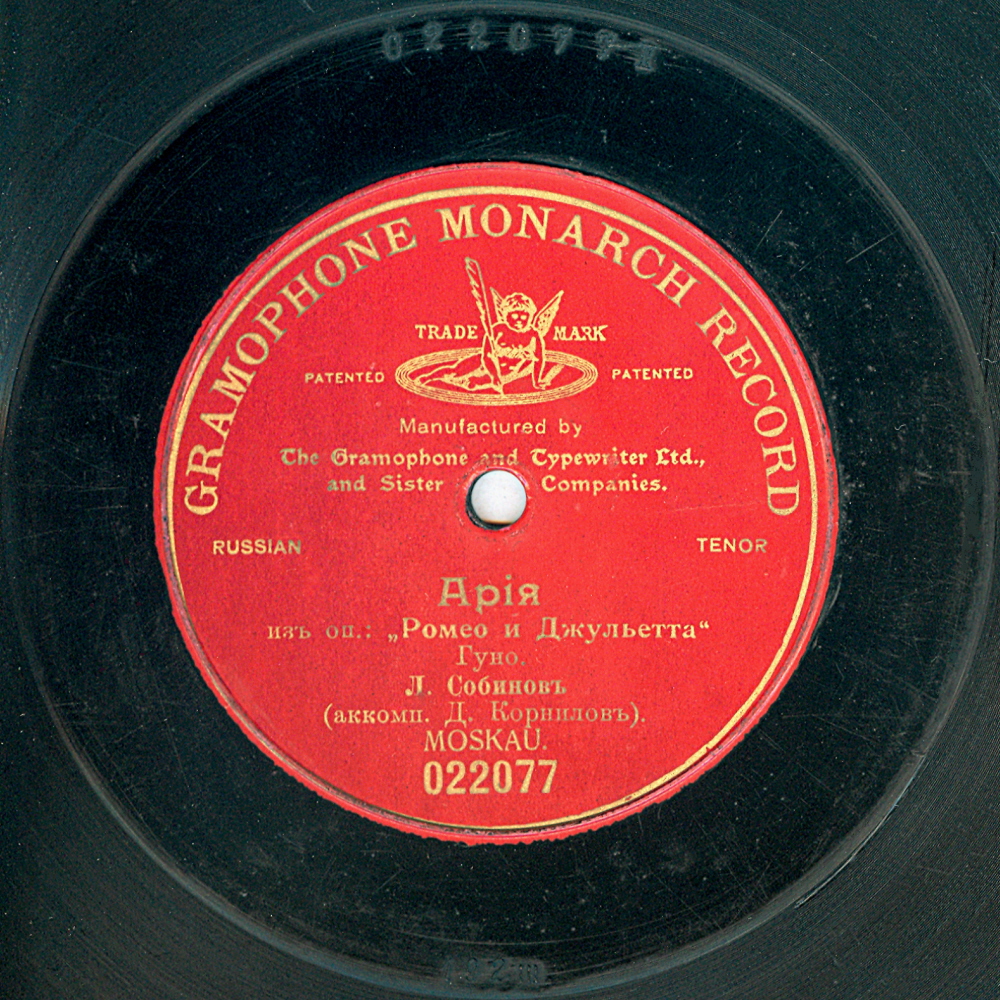 GRAMOPHONE MONARCH RECORD
TRADE MARK
PATENTED PATENTED
Manufactured by
The Gramophone and Typewriter Ltd.,
and Sister Companies.
RUSSIAN TENOR
Арія
изъ оп.: „Ромео и Джульетта“
Гуно.
Л. Собиновъ
(аккомп. Д. Корниловъ).
MOSKAU.
022077